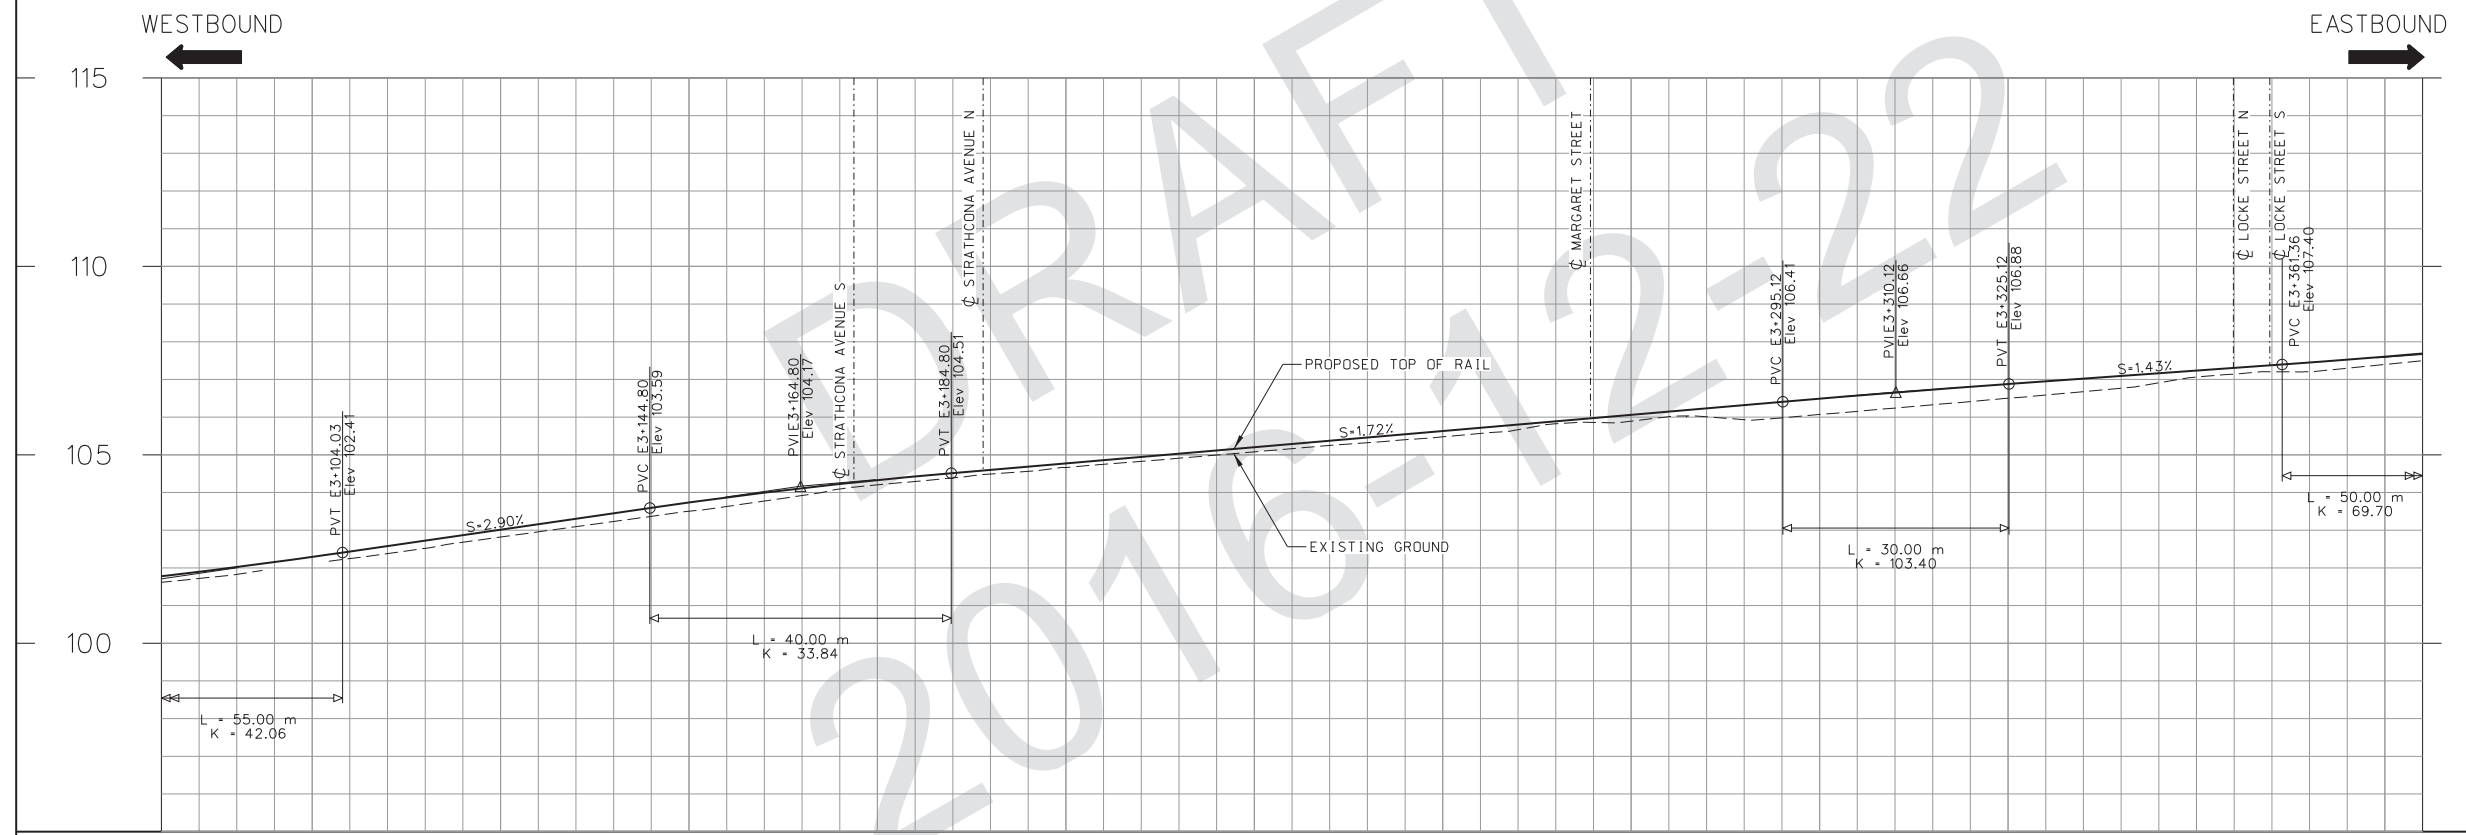 WESTBOUND
EASTBOUND
115
110
105
100
DRAFT
2016-12-22
PVT E3+104.03
Elev 102.41
S=2.90%
PVC E3+144.80
Elev 103.59
PVI E3+164.80
Elev 104.17
℄ STRATHCONA AVENUE S
PVT E3+184.80
Elev 104.51
℄ STRATHCONA AVENUE N
PROPOSED TOP OF RAIL
EXISTING GROUND
S=1.72%
℄ MARGARET STREET
PVC E3+295.12
Elev 106.41
PVI E3+310.12
Elev 106.66
PVT E3+325.12
Elev 106.88
S=1.43%
℄ LOCKE STREET N
℄ LOCKE STREET S
PVC E3+361.36
Elev 107.40
L = 55.00 m
K = 42.06
L = 40.00 m
K = 33.84
L = 30.00 m
K = 103.40
L = 50.00 m
K = 69.70